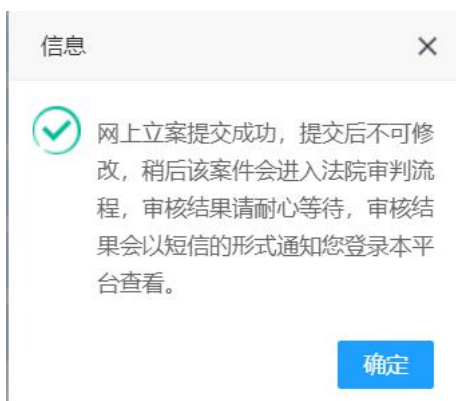 信息
网上立案提交成功，提交后不可修
改，稍后该案件会进入法院审判流
程，审核结果请耐心等待，审核结
果会以短信的形式通知您登录本平
台查看。
确定